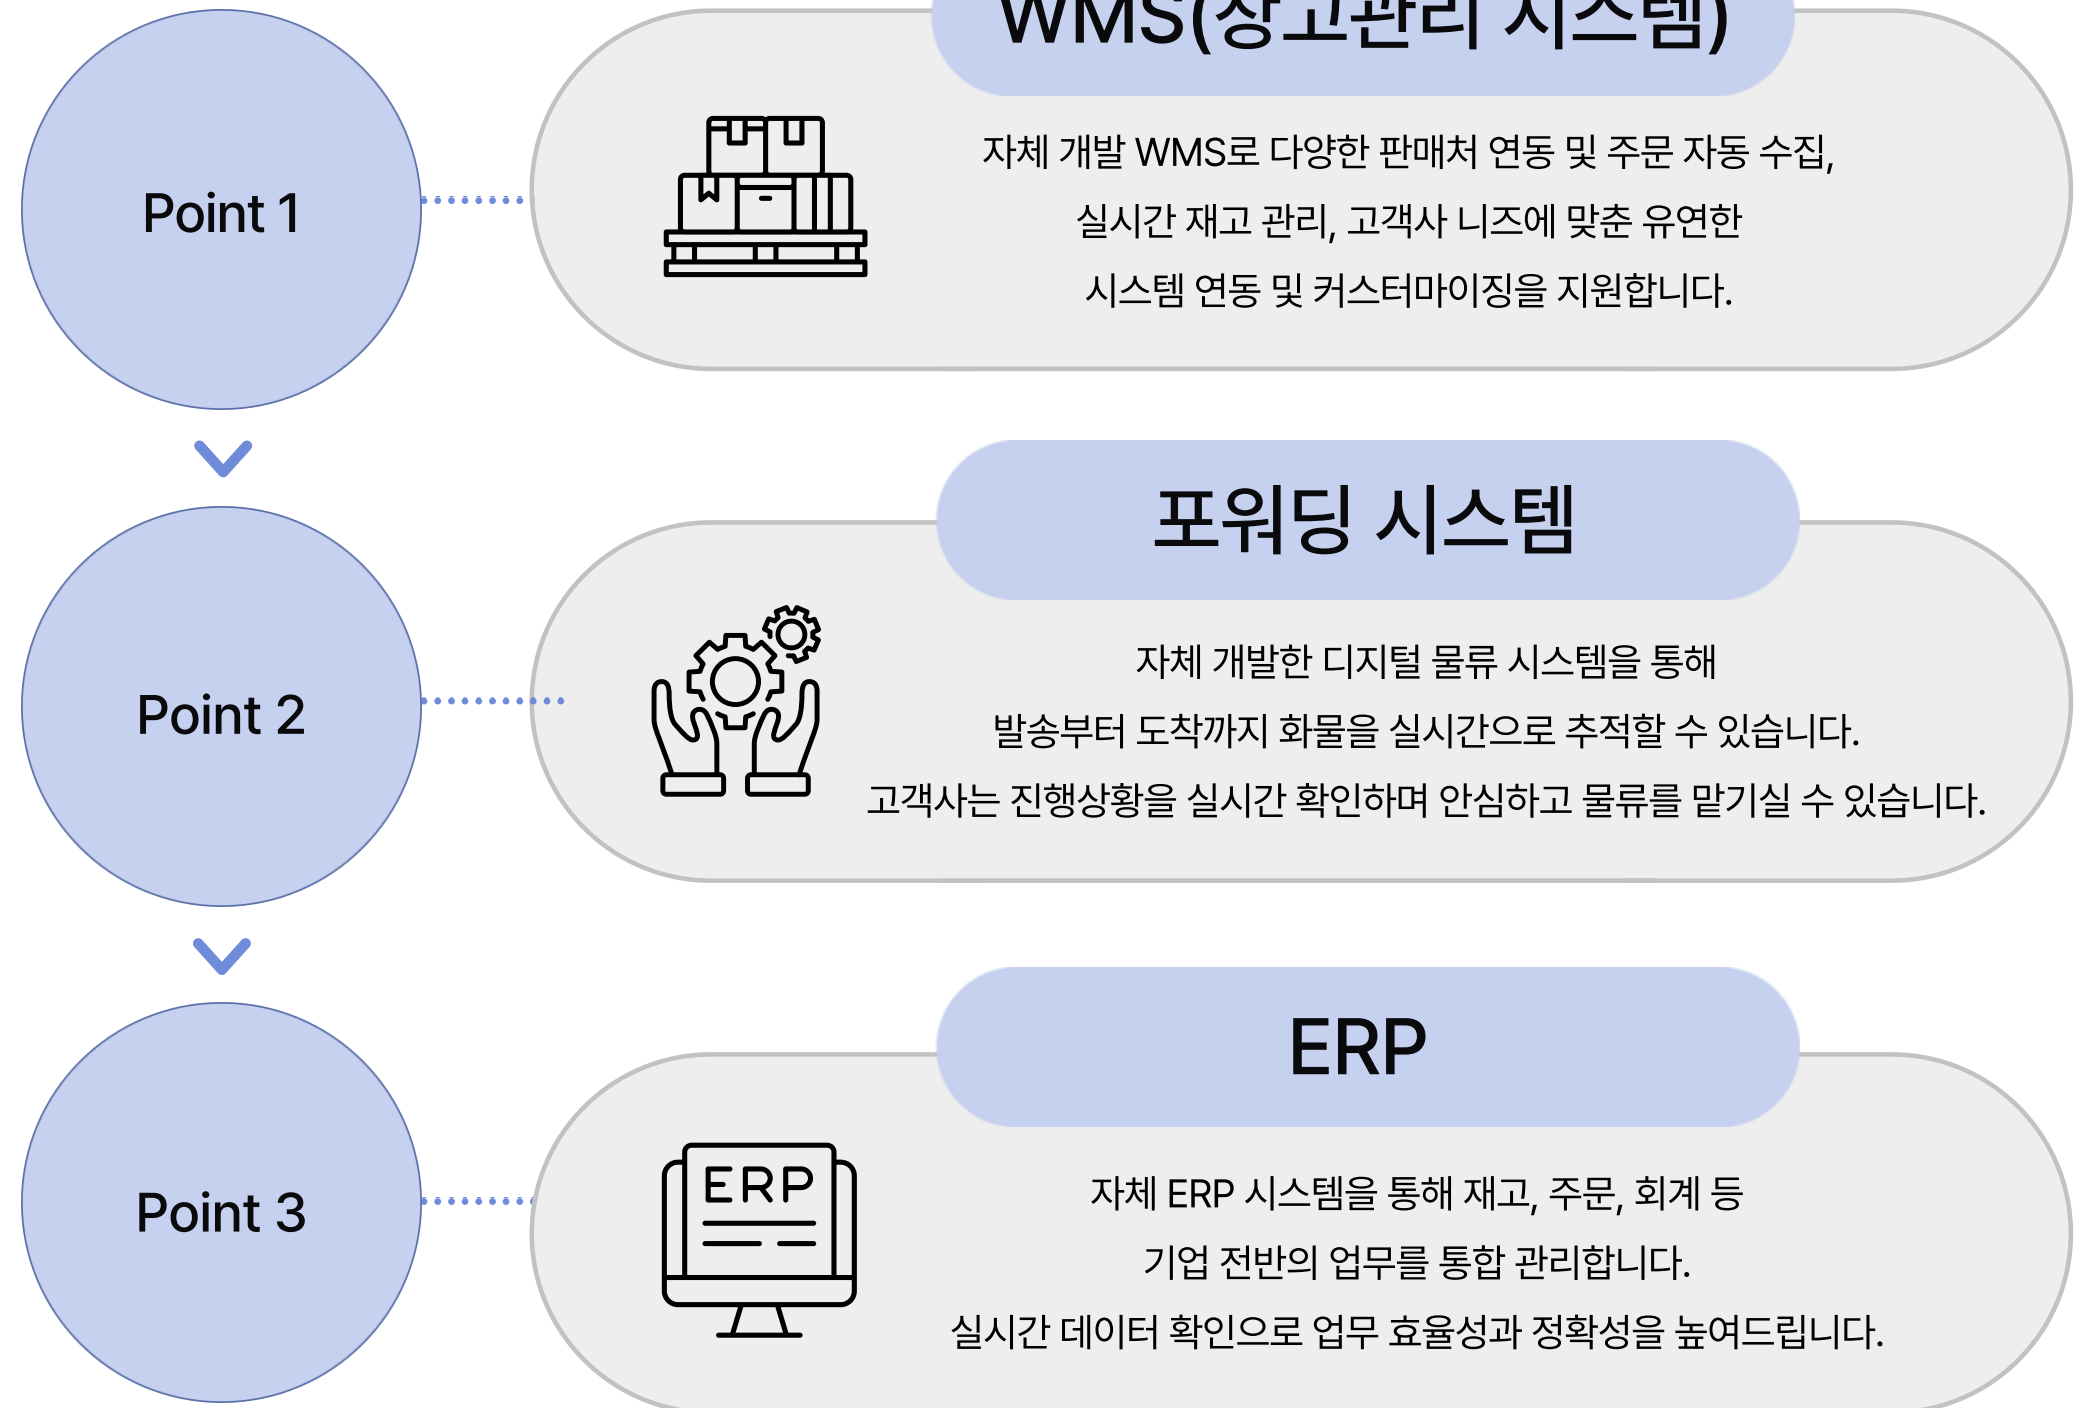 WMS(창고관리 시스템)
Point 1
자체 개발 WMS로 다양한 판매처 연동 및 주문 자동 수집,
실시간 재고 관리, 고객사 니즈에 맞춘 유연한
시스템 연동 및 커스터마이징을 지원합니다.
포워딩 시스템
Point 2
자체 개발한 디지털 물류 시스템을 통해
발송부터 도착까지 화물을 실시간으로 추적할 수 있습니다.
고객사는 진행상황을 실시간 확인하며 안심하고 물류를 맡기실 수 있습니다.
ERP
Point 3
ERP
자체 ERP 시스템을 통해 재고, 주문, 회계 등
기업 전반의 업무를 통합 관리합니다.
실시간 데이터 확인으로 업무 효율성과 정확성을 높여드립니다.